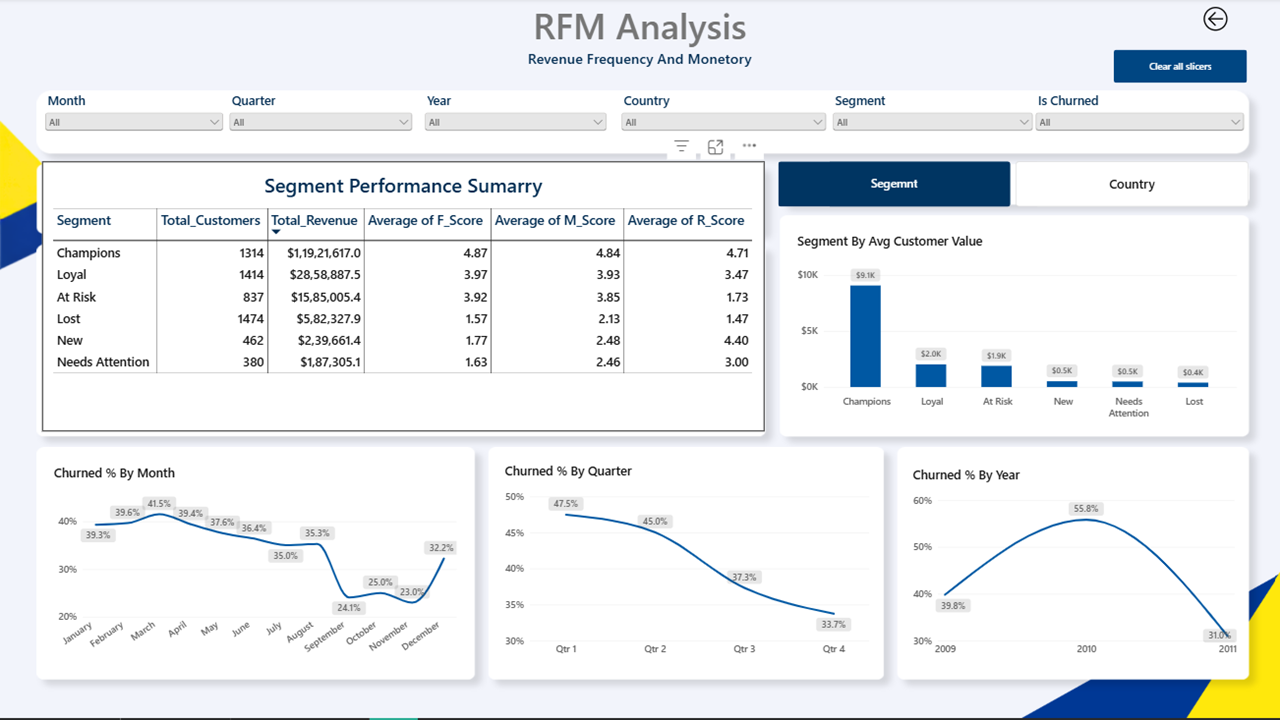 RFM Analysis
Revenue Frequency And Monetory
Clear all slicers
Month Quarter Year Country Segment Is Churned
All All All All All All
Segment Performance Sumarry
Segment Total_Customers Total_Revenue Average of F_Score Average of M_Score Average of R_Score
Champions 1314 $1,19,21,617.0 4.87 4.84 4.71
Loyal 1414 $28,58,887.5 3.97 3.93 3.47
At Risk 837 $15,85,005.4 3.92 3.85 1.73
Lost 1474 $5,82,327.9 1.57 2.13 1.47
New 462 $2,39,661.4 1.77 2.48 4.40
Needs Attention 380 $1,87,305.1 1.63 2.46 3.00
Segemnt Country
Segment By Avg Customer Value
$10K
$5K
$0K
$9.1K $2.0K $1.9K $0.5K $0.5K $0.4K
Champions Loyal At Risk New Needs Attention Lost
Churned % By Month
40%
30%
20%
39.3% 39.6% 41.5% 39.4% 37.6% 36.4% 35.0% 35.3% 24.1% 25.0% 23.0% 32.2%
January February March April May June July August September October November December
Churned % By Quarter
50%
45%
40%
35%
30%
47.5% 45.0% 37.3% 33.7%
Qtr 1 Qtr 2 Qtr 3 Qtr 4
Churned % By Year
60%
50%
40%
30%
39.8% 55.8% 31.0%
2009 2010 2011